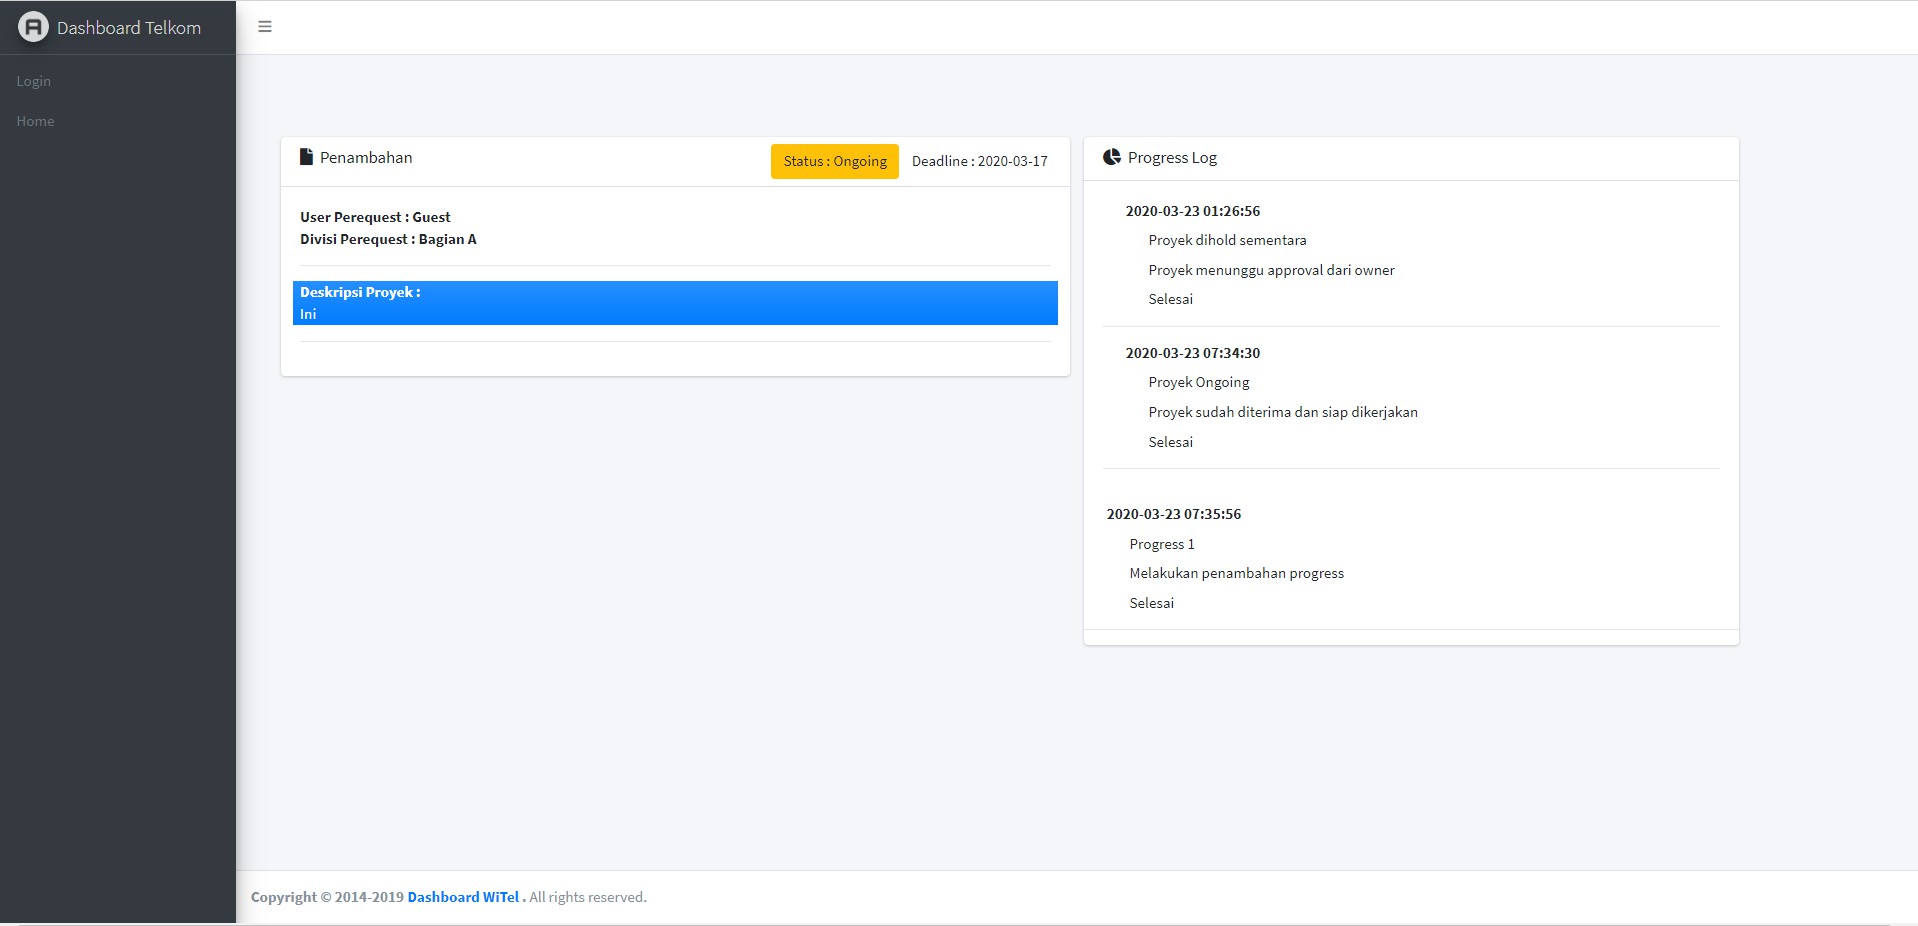 Dashboard Telkom
Login
Home
Penambahan
Status : Ongoing
Deadline : 2020-03-17
User Perequest : Guest
Divisi Perequest : Bagian A
Deskripsi Proyek :
Ini
Progress Log
2020-03-23 01:26:56
Proyek dihold sementara
Proyek menunggu approval dari owner
Selesai
2020-03-23 07:34:30
Proyek Ongoing
Proyek sudah diterima dan siap dikerjakan
Selesai
2020-03-23 07:35:56
Progress 1
Melakukan penambahan progress
Selesai
Copyright © 2014-2019 Dashboard WiTel . All rights reserved.